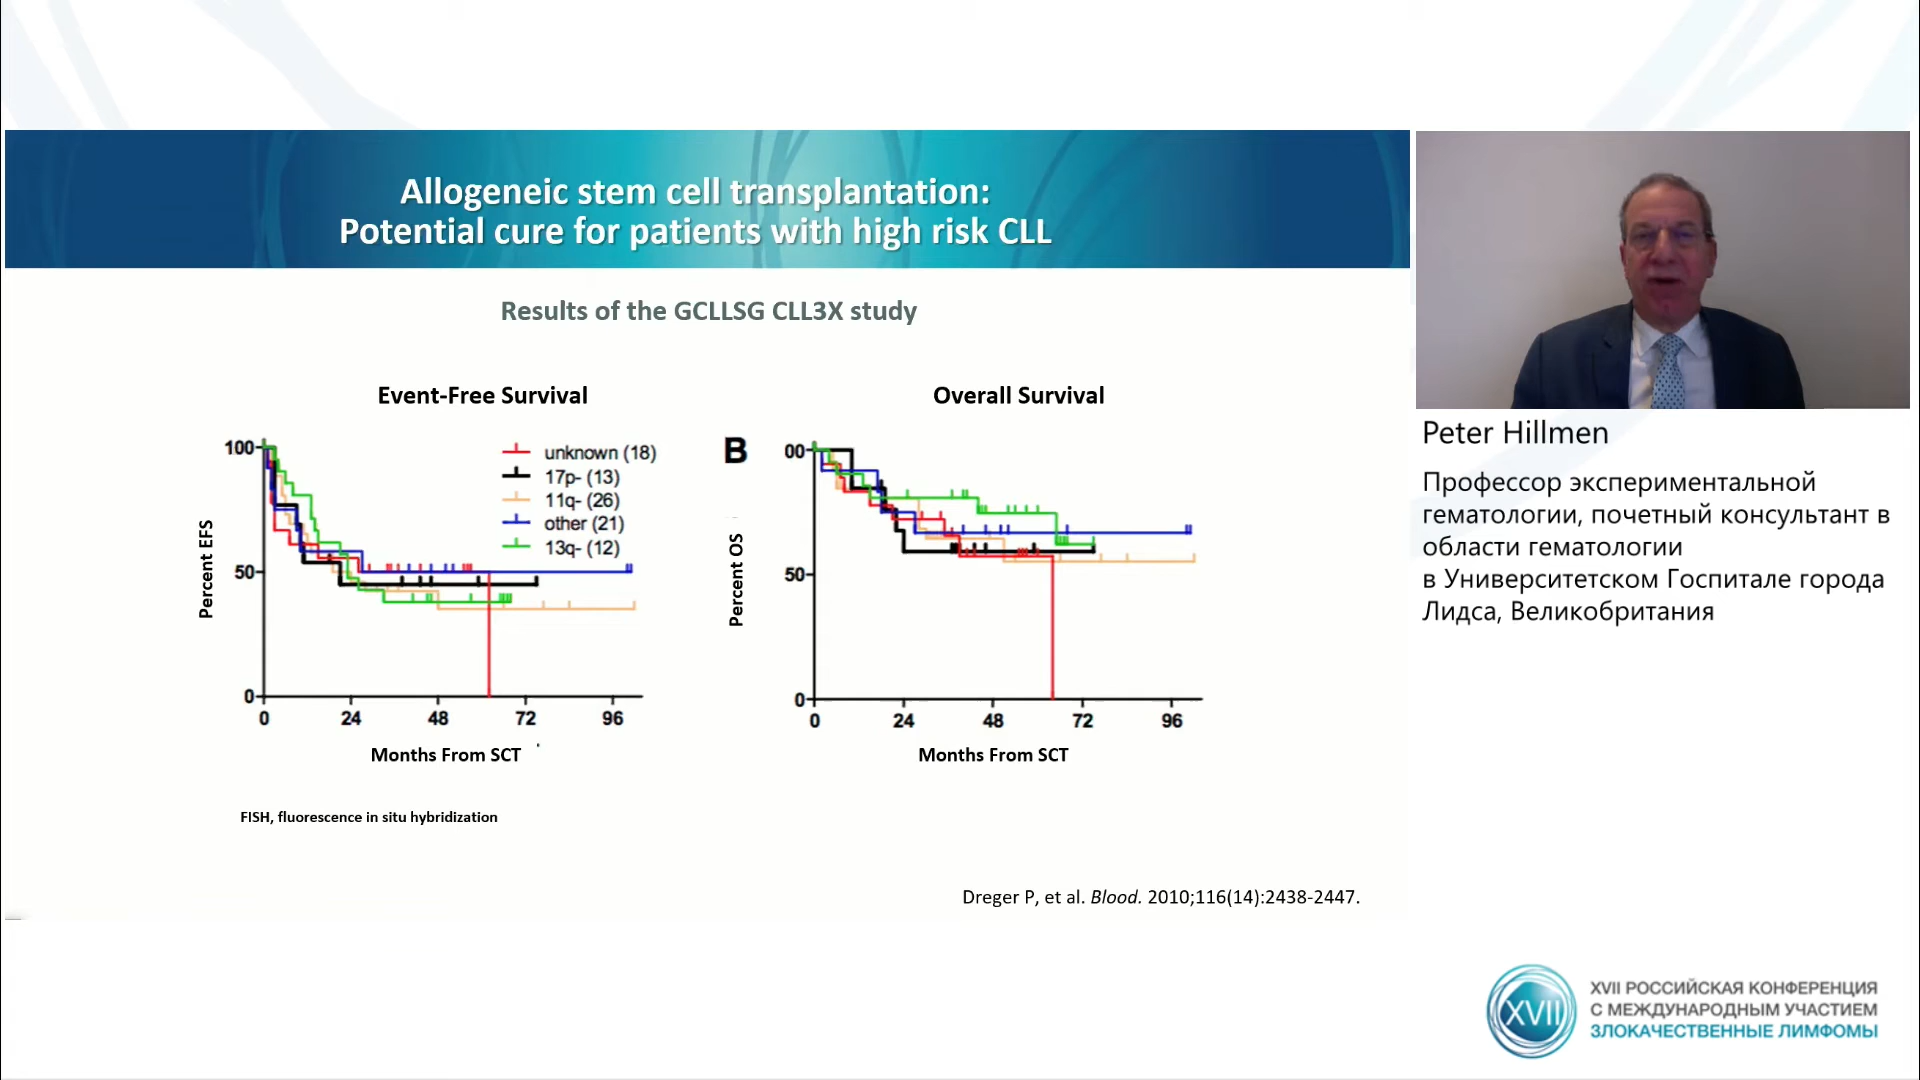 Allogeneic stem cell transplantation:
Potential cure for patients with high risk CLL
Results of the GCLLSG CLL3X study
Event-Free Survival
Percent EFS
100
50
0
0 24 48 72 96
Months From SCT
unknown (18)
17p- (13)
11q- (26)
other (21)
13q- (12)
B
Overall Survival
Percent OS
00
50
0
0 24 48 72 96
Months From SCT
FISH, fluorescence in situ hybridization
Dreger P, et al. Blood. 2010;116(14):2438-2447.
Peter Hillmen
Профессор экспериментальной
гематологии, почетный консультант в
области гематологии
в Университетском Госпитале города
Лидса, Великобритания
XVII
XVII РОССИЙСКАЯ КОНФЕРЕНЦИЯ
С МЕЖДУНАРОДНЫМ УЧАСТИЕМ
ЗЛОКАЧЕСТВЕННЫЕ ЛИМФОМЫ